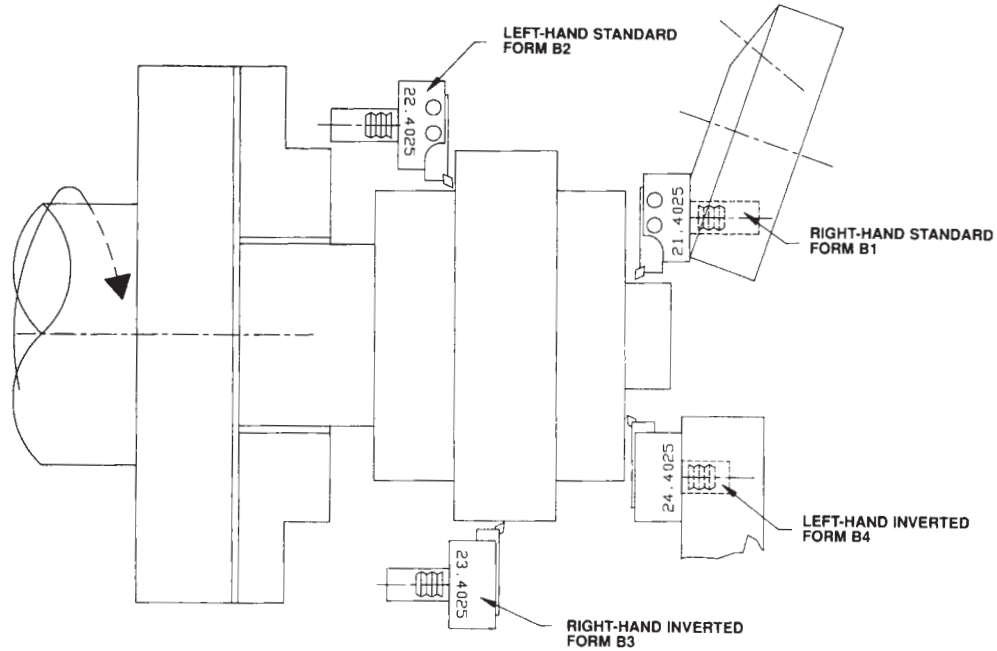 LEFT-HAND STANDARD
FORM B2
22.4025
21.4025
RIGHT-HAND STANDARD
FORM B1
24.4025
LEFT-HAND INVERTED
FORM B4
23.4025
RIGHT-HAND INVERTED
FORM B3